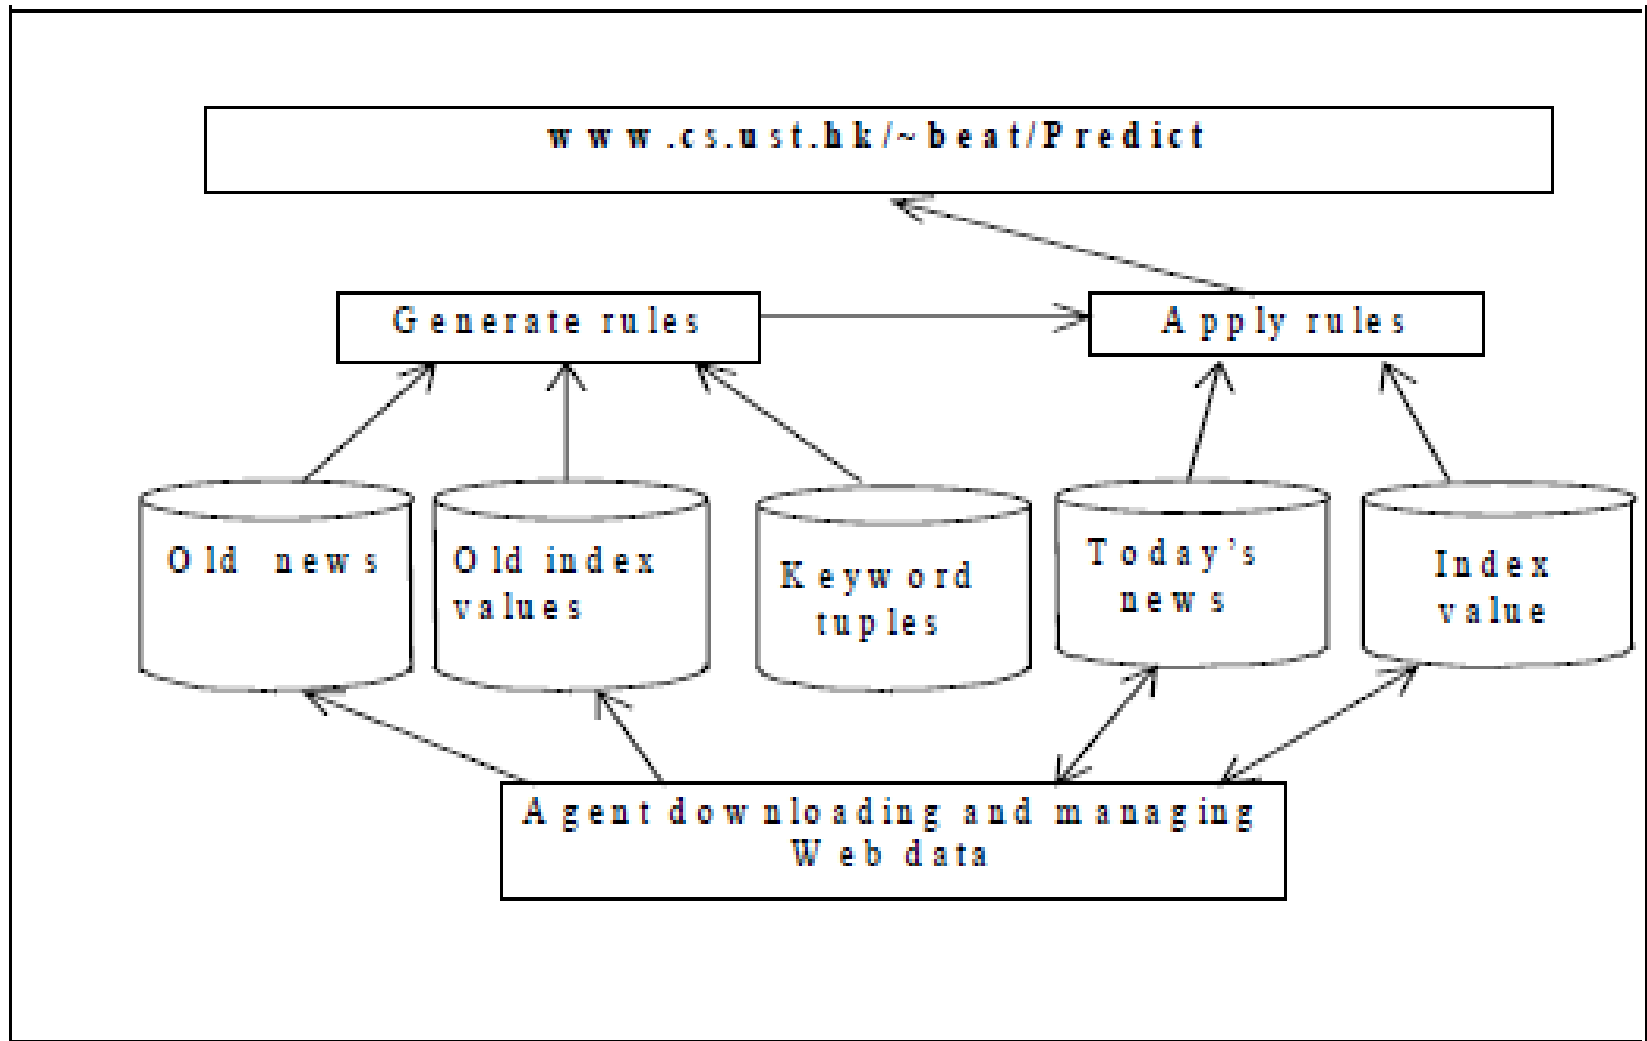 www.cs.ust.hk/~beat/Predict
Generate rules
Apply rules
Old news
Old index
values
Keyword
tuples
Today's
news
Index
value
Agent downloading and managing
Web data